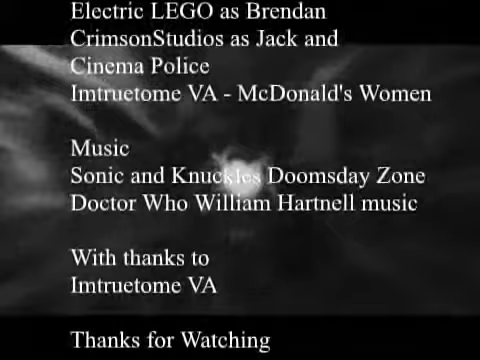 Electric LEGO as Brendan
CrimsonStudios as Jack and
Cinema Police
Imtruetome VA - McDonald's Women
Music
Sonic and Knuckles Doomsday Zone
Doctor Who William Hartnell music
With thanks to
Imtruetome VA
Thanks for Watching